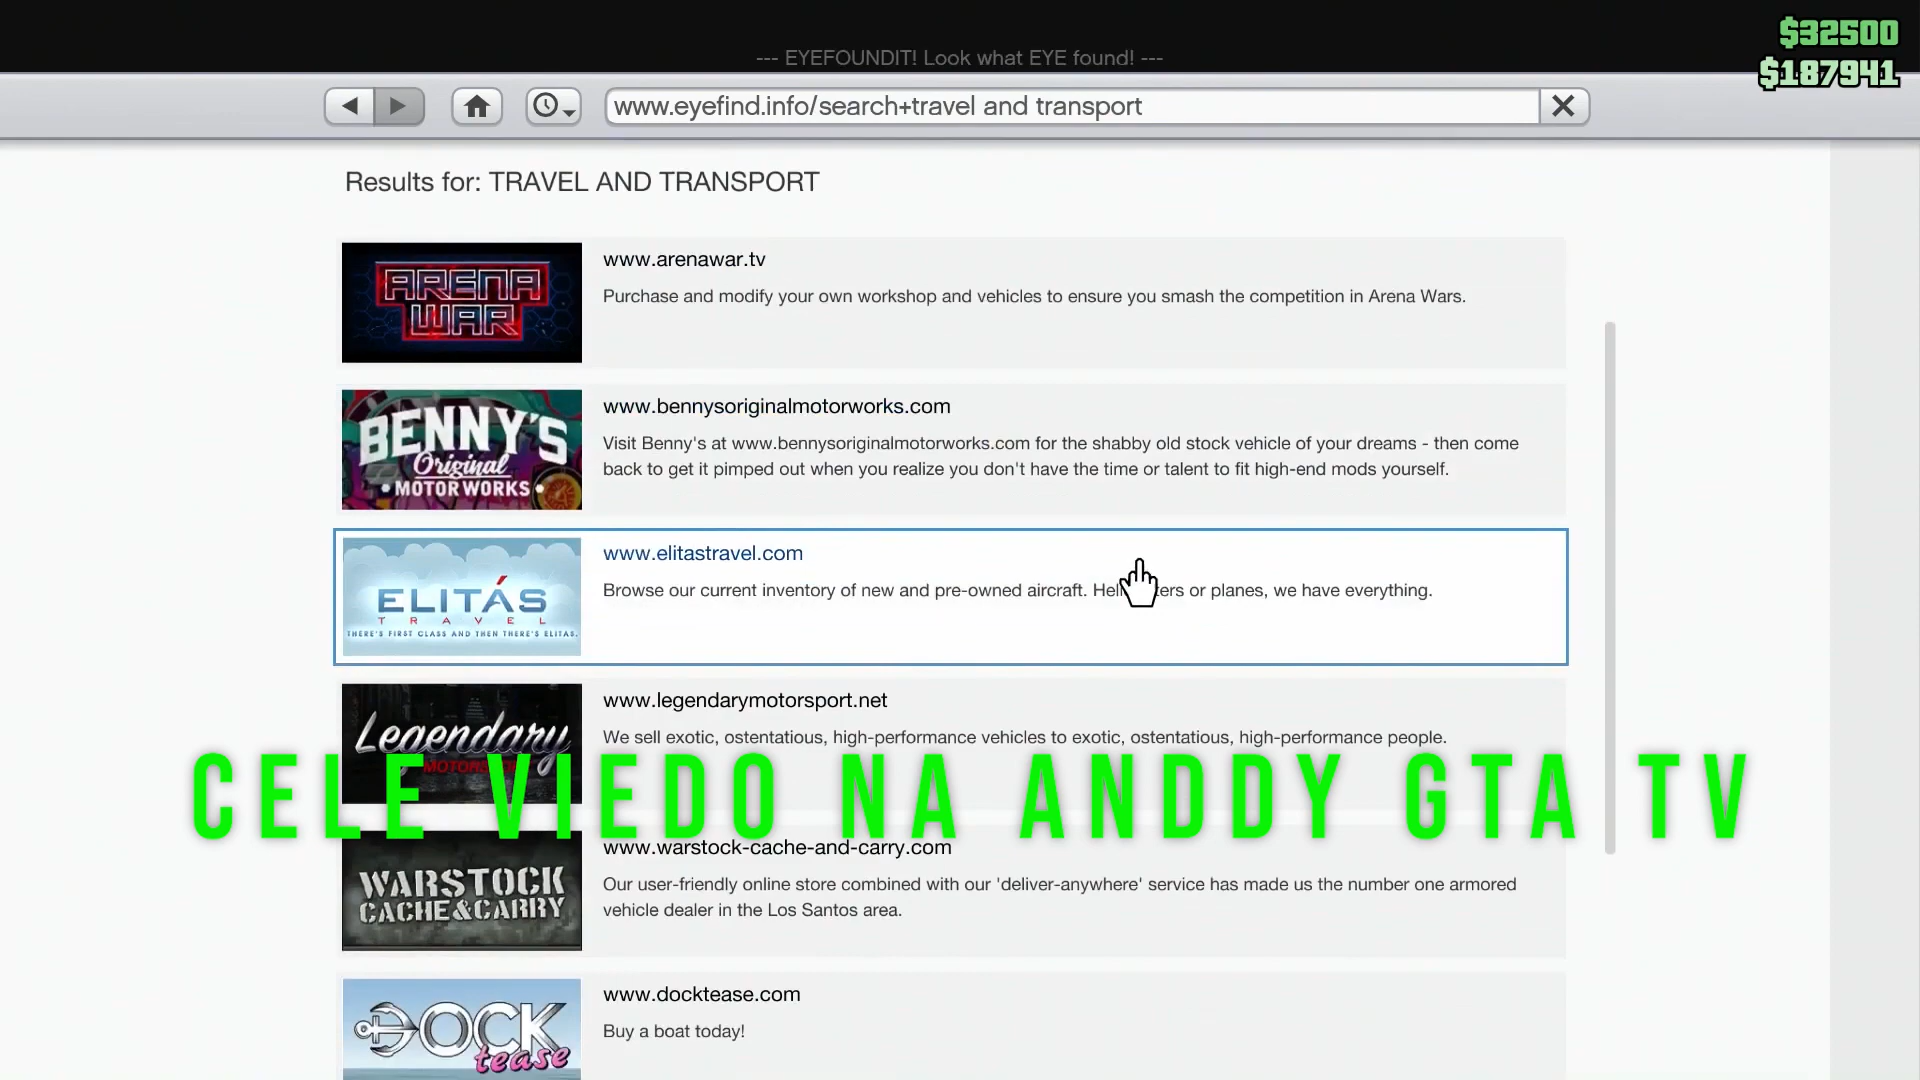 $32500
--- EYEFOUNDIT! Look what EYE found! ---
$187941
www.eyefind.info/search+travel and transport
Results for: TRAVEL AND TRANSPORT
ARENA
WAR
www.arenawar.tv
Purchase and modify your own workshop and vehicles to ensure you smash the competition in Arena Wars.
BENNY'S
Original
MOTOR WORKS
www.bennysoriginalmotorworks.com
Visit Benny's at www.bennysoriginalmotorworks.com for the shabby old stock vehicle of your dreams - then come
back to get it pimped out when you realize you don't have the time or talent to fit high-end mods yourself.
ELITÁS
TRAVEL
THERE'S FIRST CLASS AND THEN THERE'S ELITAS.
www.elitastravel.com
Browse our current inventory of new and pre-owned aircraft. or planes, we have everything.
Legendary
www.legendarymotorsport.net
We sell exotic, ostentatious, high-performance vehicles to exotic, ostentatious, high-performance people.
CELE VIEDO NA ANDDY GTA TV
WARSTOCK
CACHE&CARRY
www.warstock-cache-and-carry.com
Our user-friendly online store combined with our 'deliver-anywhere' service has made us the number one armored
vehicle dealer in the Los Santos area.
DOCK
tease
www.docktease.com
Buy a boat today!